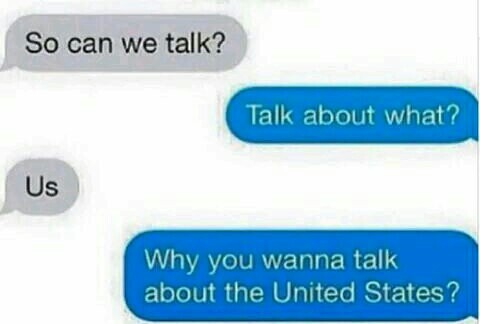 So can we talk?
Talk about what?
Us
Why you wanna talk
about the United States?